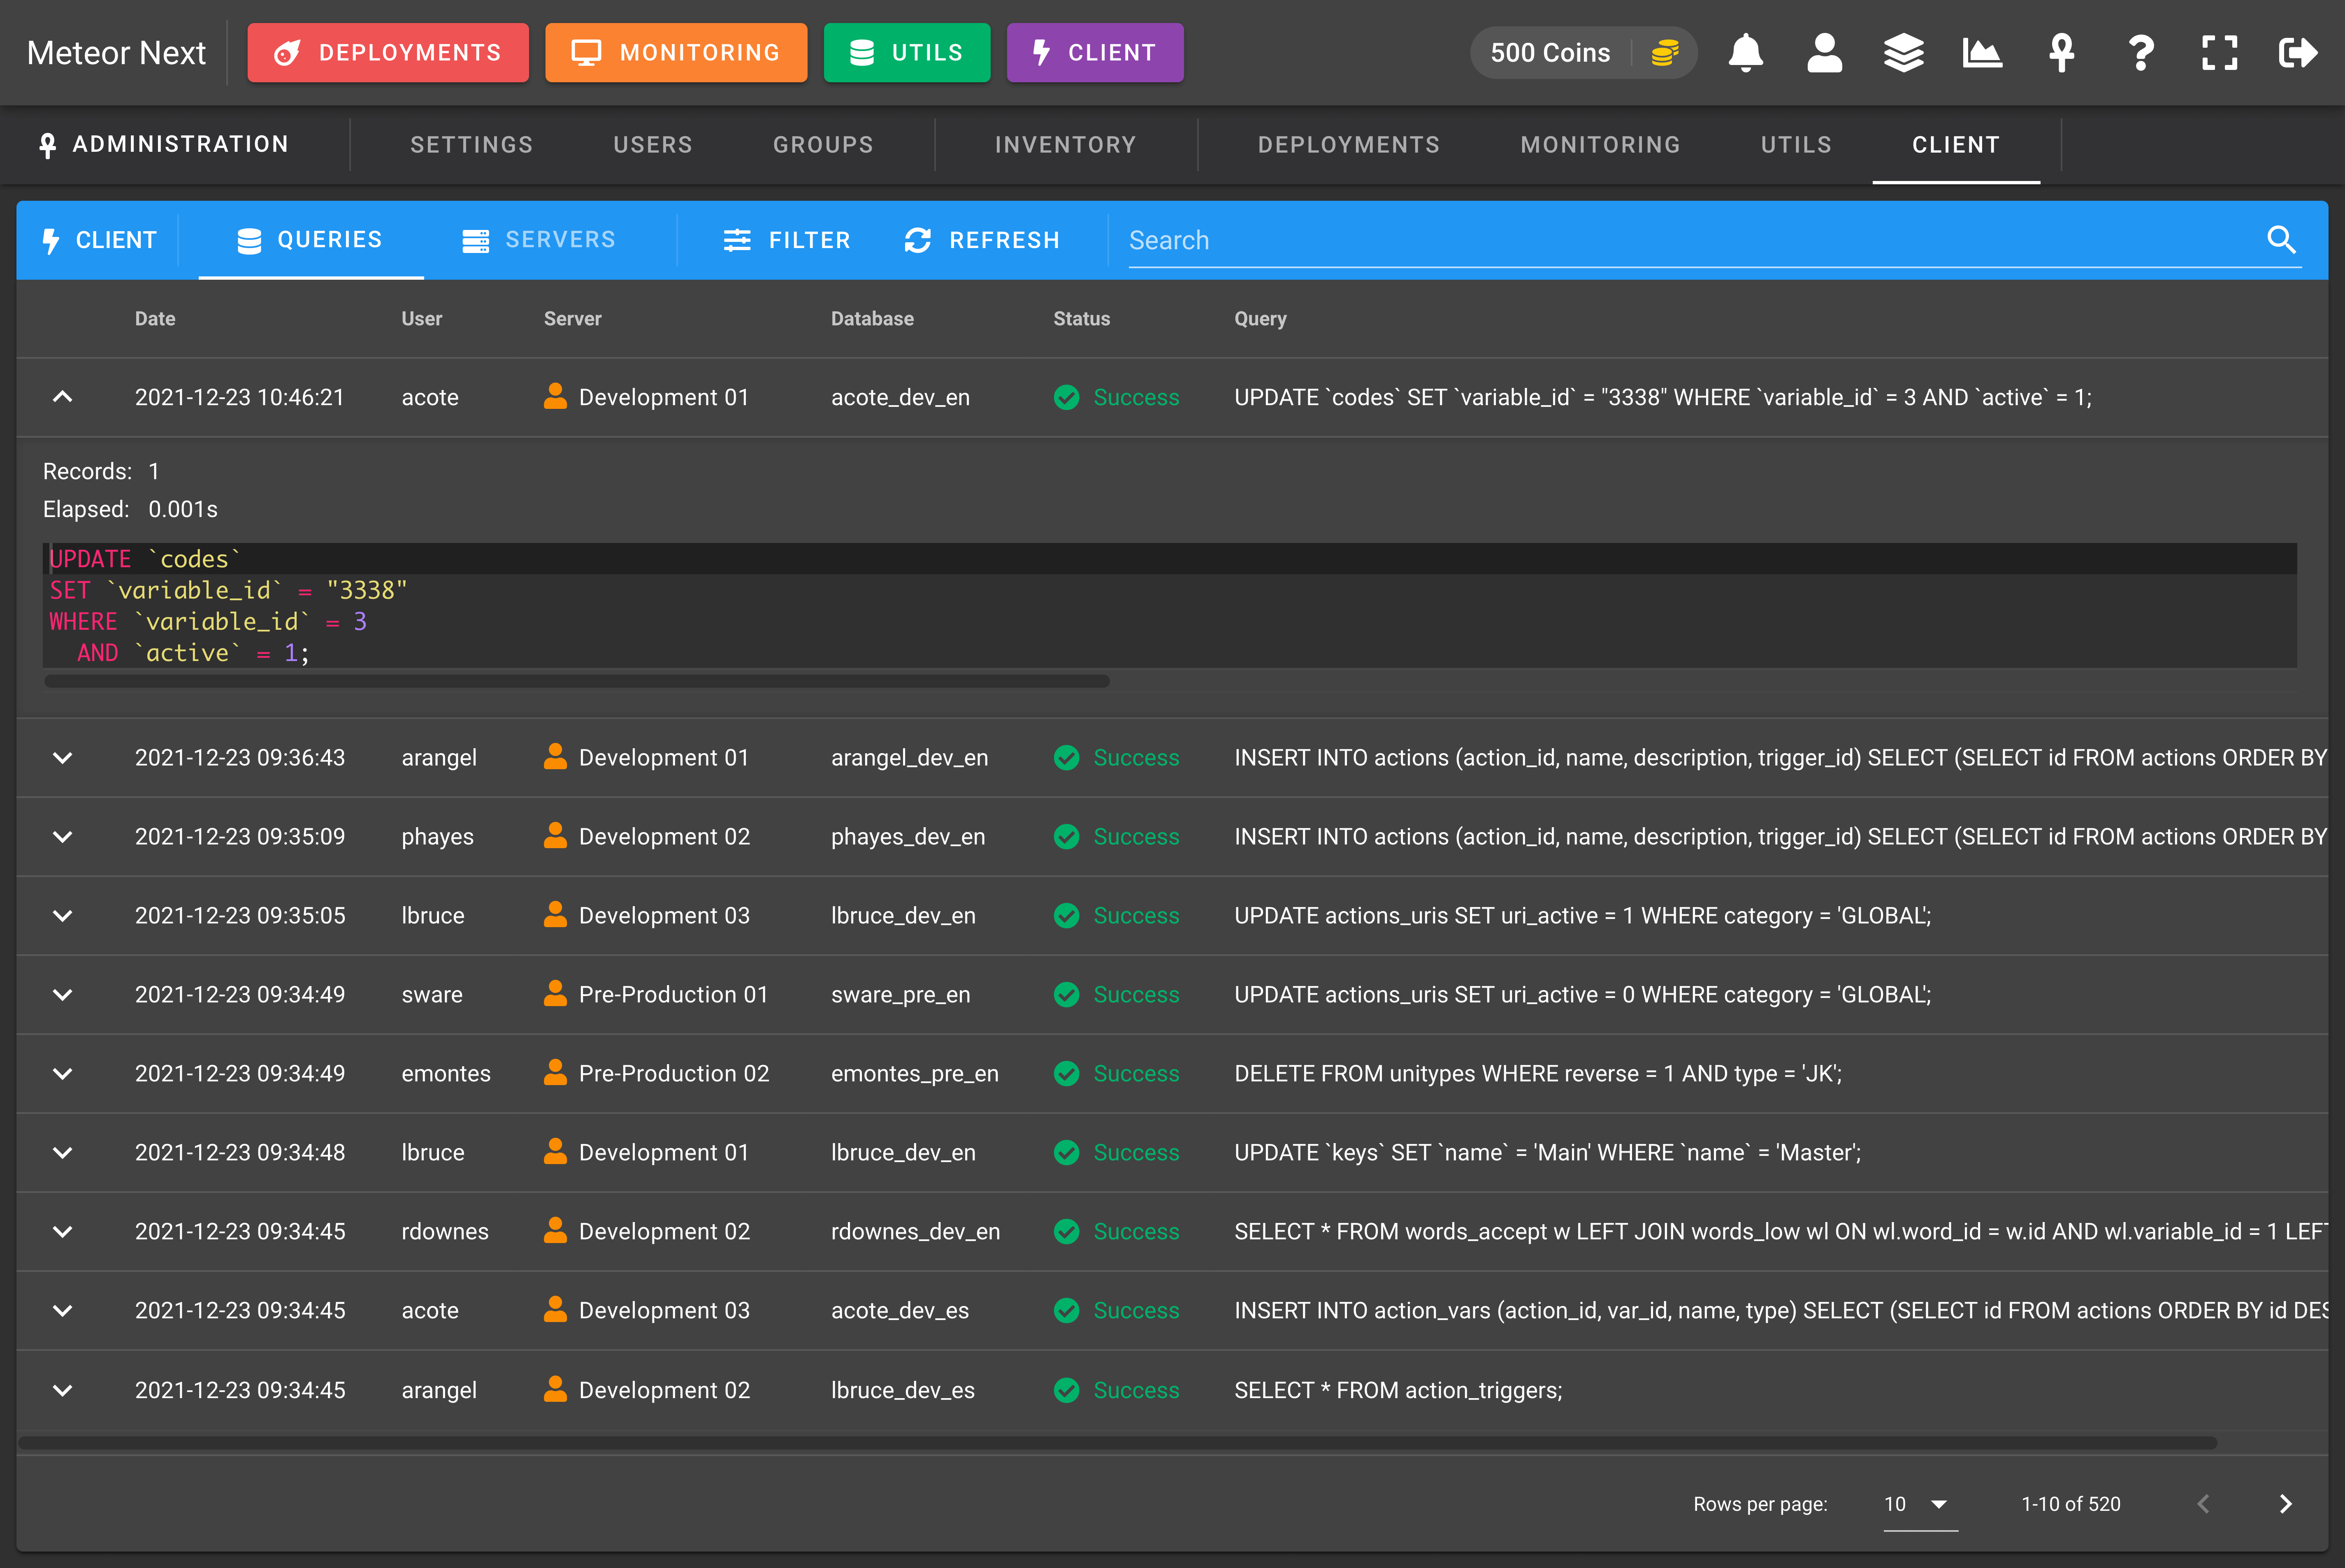 Meteor Next DEPLOYMENTS MONITORING UTILS CLIENT 500 Coins
ADMINISTRATION SETTINGS USERS GROUPS INVENTORY DEPLOYMENTS MONITORING UTILS CLIENT
CLIENT QUERIES SERVERS FILTER REFRESH Search
Date User Server Database Status Query
2021-12-23 10:46:21 acote Development 01 acote_dev_en Success UPDATE `codes` SET `variable_id` = "3338" WHERE `variable_id` = 3 AND `active` = 1;
Records: 1
Elapsed: 0.001s
UPDATE `codes`
SET `variable_id` = "3338"
WHERE `variable_id` = 3
AND `active` = 1;
2021-12-23 09:36:43 arangel Development 01 arangel_dev_en Success INSERT INTO actions (action_id, name, description, trigger_id) SELECT (SELECT id FROM actions ORDER BY
2021-12-23 09:35:09 phayes Development 02 phayes_dev_en Success INSERT INTO actions (action_id, name, description, trigger_id) SELECT (SELECT id FROM actions ORDER BY
2021-12-23 09:35:05 lbruce Development 03 lbruce_dev_en Success UPDATE actions_uris SET uri_active = 1 WHERE category = 'GLOBAL';
2021-12-23 09:34:49 sware Pre-Production 01 sware_pre_en Success UPDATE actions_uris SET uri_active = 0 WHERE category = 'GLOBAL';
2021-12-23 09:34:49 emontes Pre-Production 02 emontes_pre_en Success DELETE FROM unitypes WHERE reverse = 1 AND type = 'JK';
2021-12-23 09:34:48 lbruce Development 01 lbruce_dev_en Success UPDATE `keys` SET `name` = 'Main' WHERE `name` = 'Master';
2021-12-23 09:34:45 rdownes Development 02 rdownes_dev_en Success SELECT * FROM words_accept w LEFT JOIN words_low wl ON wl.word_id = w.id AND wl.variable_id = 1 LEF
2021-12-23 09:34:45 acote Development 03 acote_dev_es Success INSERT INTO action_vars (action_id, var_id, name, type) SELECT (SELECT id FROM actions ORDER BY id DES
2021-12-23 09:34:45 arangel Development 02 lbruce_dev_es Success SELECT * FROM action_triggers;
Rows per page: 10 1-10 of 520